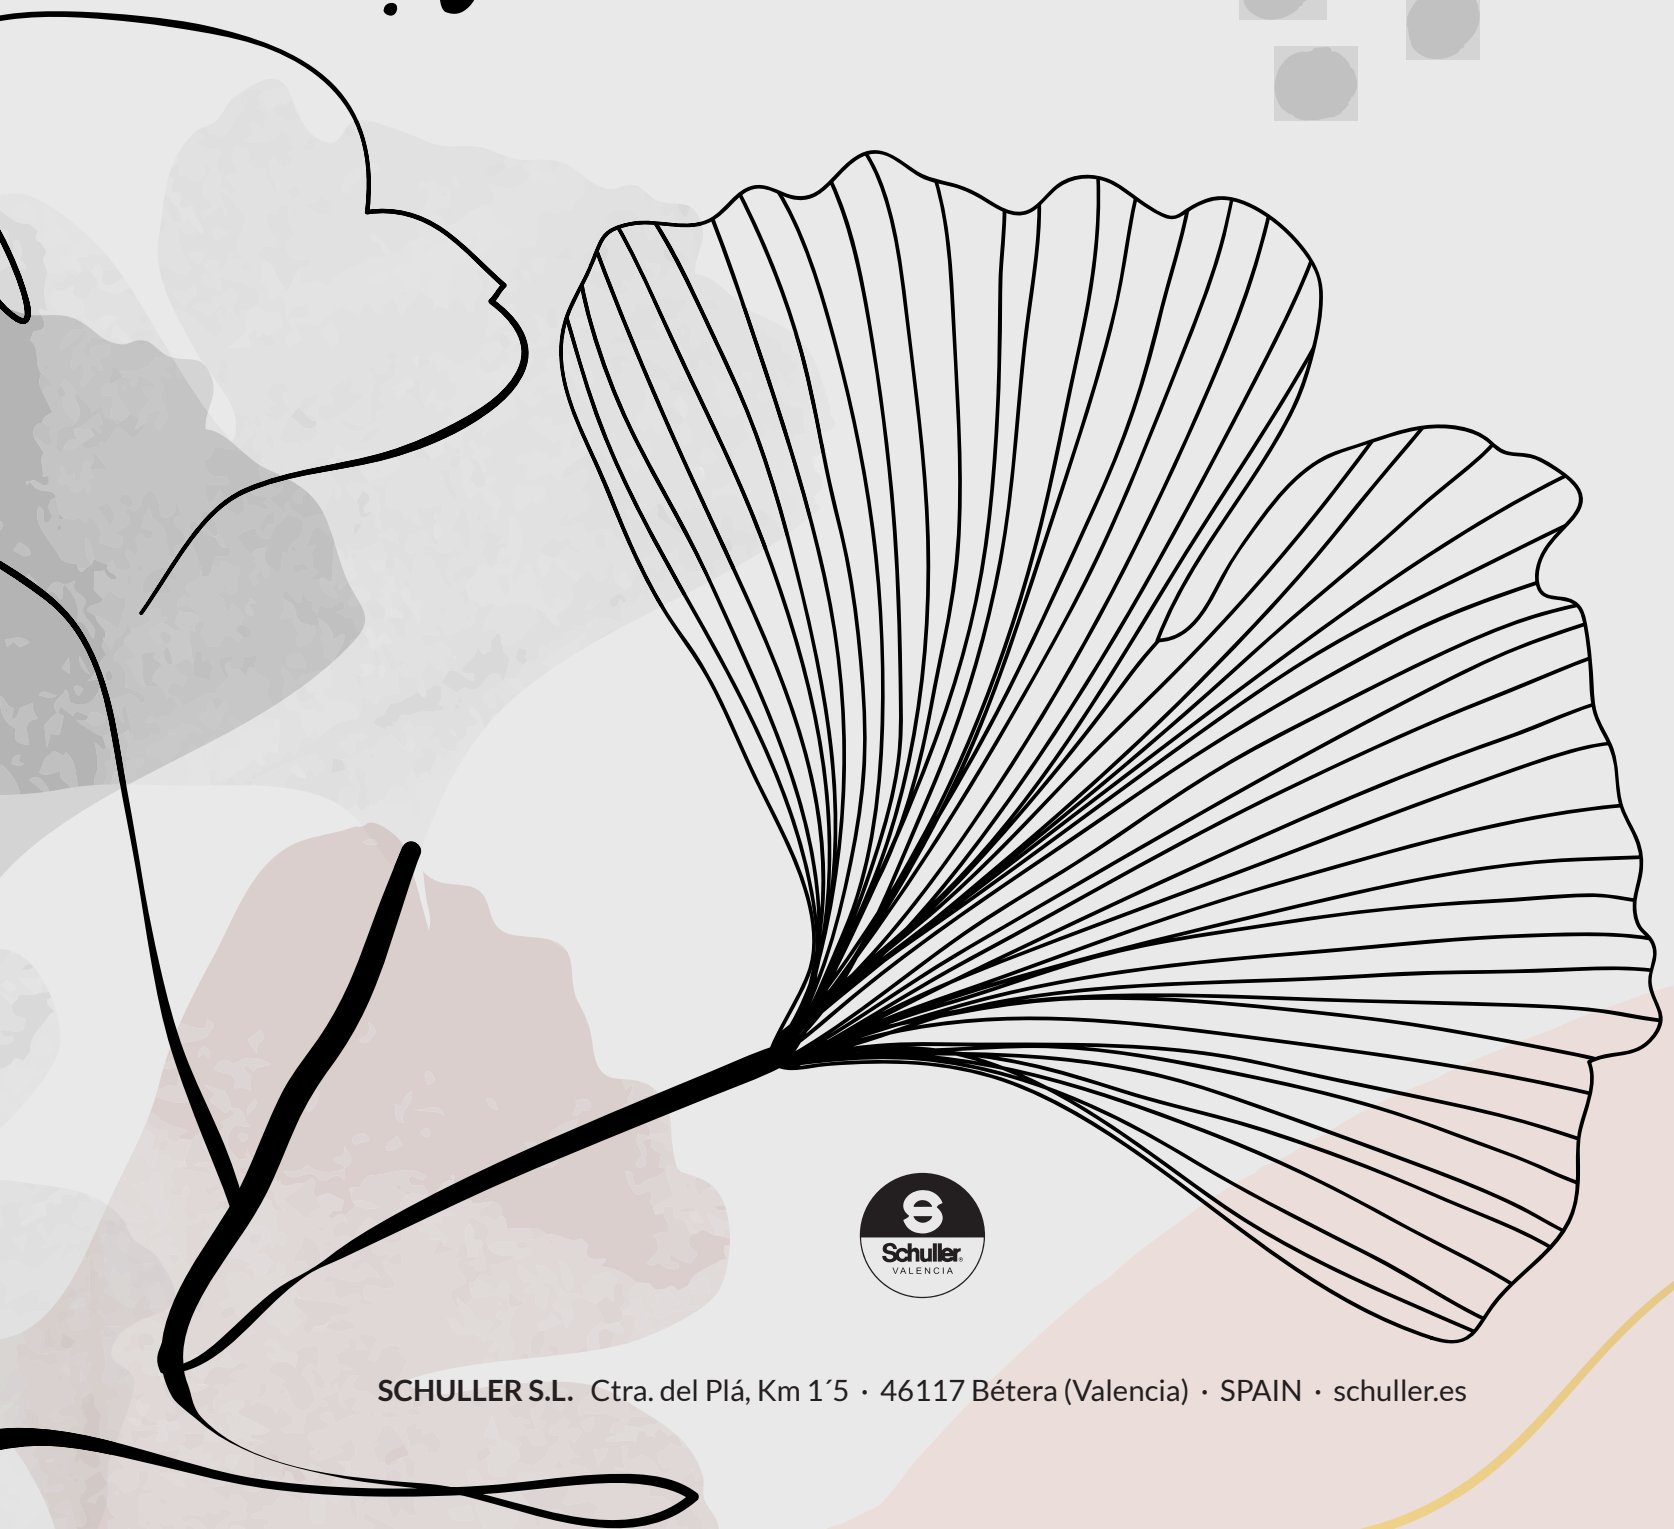 S
Schuller®
VALENCIA
SCHULLER S.L. Ctra. del Plá, Km 1´5 · 46117 Bétera (Valencia) · SPAIN · schuller.es